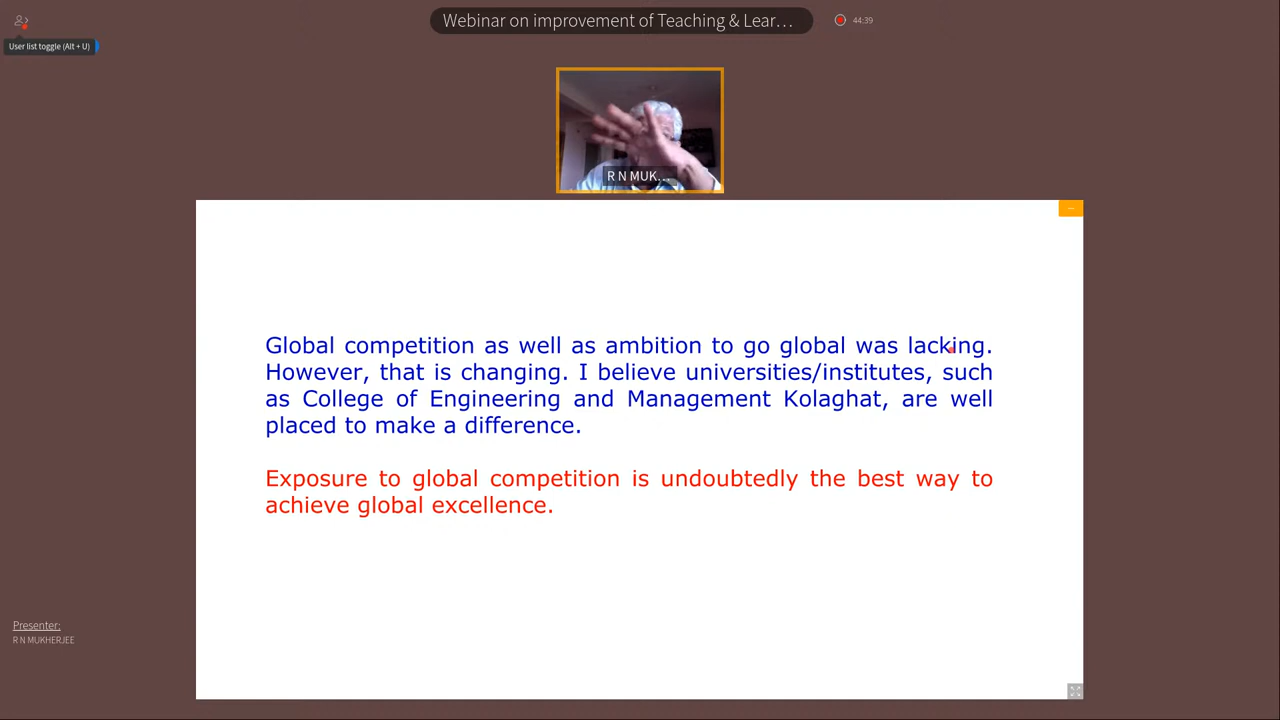 Webinar on improvement of Teaching & Lear…
44:39
User list toggle (Alt + U)
R N MUK…
Global competition as well as ambition to go global was lacking.
However, that is changing. I believe universities/institutes, such
as College of Engineering and Management Kolaghat, are well
placed to make a difference.
Exposure to global competition is undoubtedly the best way to
achieve global excellence.
Presenter:
R N MUKHERJEE